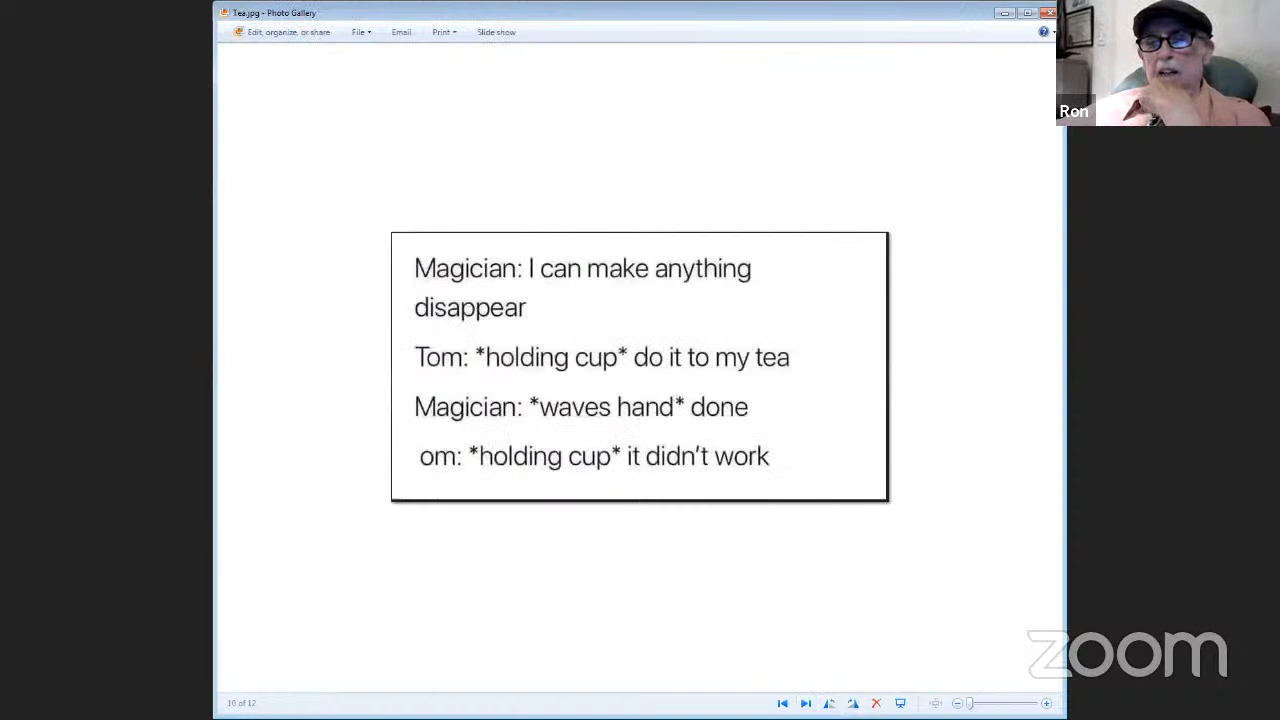 Tea.jpg - Photo Gallery
Edit, organize, or share File Email Print Slide show
Ron
Magician: I can make anything
disappear
Tom: *holding cup* do it to my tea
Magician: *waves hand* done
om: *holding cup* it didn't work
zoom
10 of 12